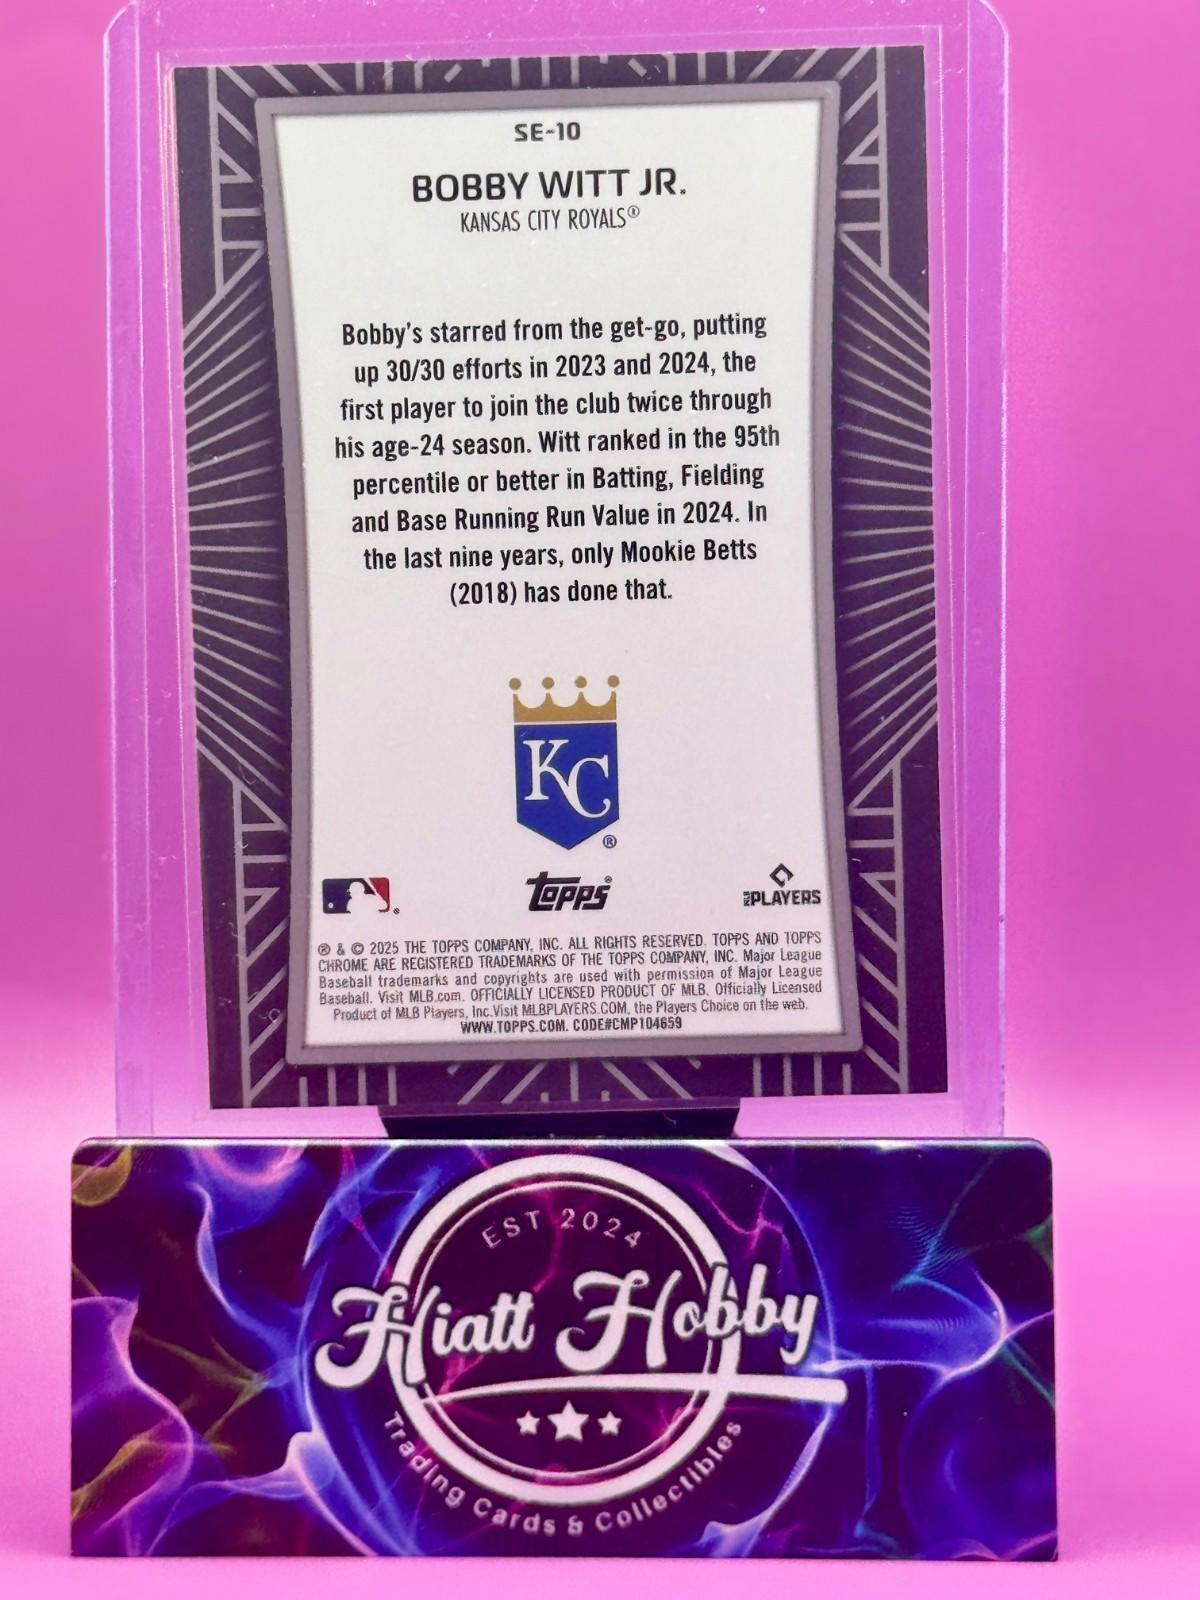 SE-10
BOBBY WITT JR.
KANSAS CITY ROYALS®
Bobby's starred from the get-go, putting
up 30/30 efforts in 2023 and 2024, the
first player to join the club twice through
his age-24 season. Witt ranked in the 95th
percentile or better in Batting, Fielding
and Base Running Run Value in 2024. In
the last nine years, only Mookie Betts
(2018) has done that.
KC
®
Topps®
MLB PLAYERS
® & © 2025 THE TOPPS COMPANY, INC. ALL RIGHTS RESERVED. TOPPS AND TOPPS
CHROME ARE REGISTERED TRADEMARKS OF THE TOPPS COMPANY, INC. Major League
Baseball trademarks and copyrights are used with permission of Major League
Baseball. Visit MLB.com. OFFICIALLY LICENSED PRODUCT OF MLB. Officially Licensed
Product of MLB Players, Inc.Visit MLBPLAYERS.COM, the Players Choice on the web.
WWW.TOPPS.COM. CODE#CMP104659
EST 2024
Hiatt Hobby
Trading Cards & Collectibles